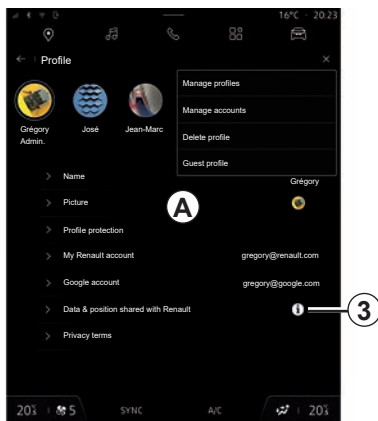 16°C · 20:23
Profile
Manage profiles
Manage accounts
Delete profile
Guest profile
Grégory
Admin.
José
Jean-Marc
Name
Grégory
Picture
A
Profile protection
My Renault account
gregory@renault.com
Google account
gregory@google.com
Data & position shared with Renault
3
Privacy terms
5
SYNC
A/C